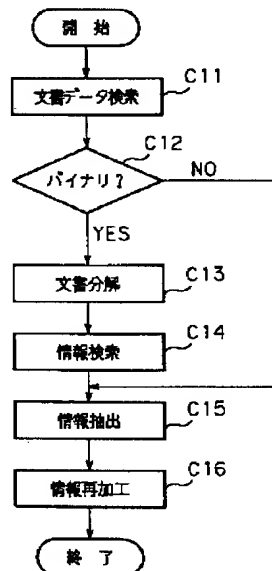 開 始
C11
文書データ検索
C12
バイナリ?
NO
YES
C13
文書分解
C14
情報検索
C15
情報抽出
C16
情報再加工
終 了